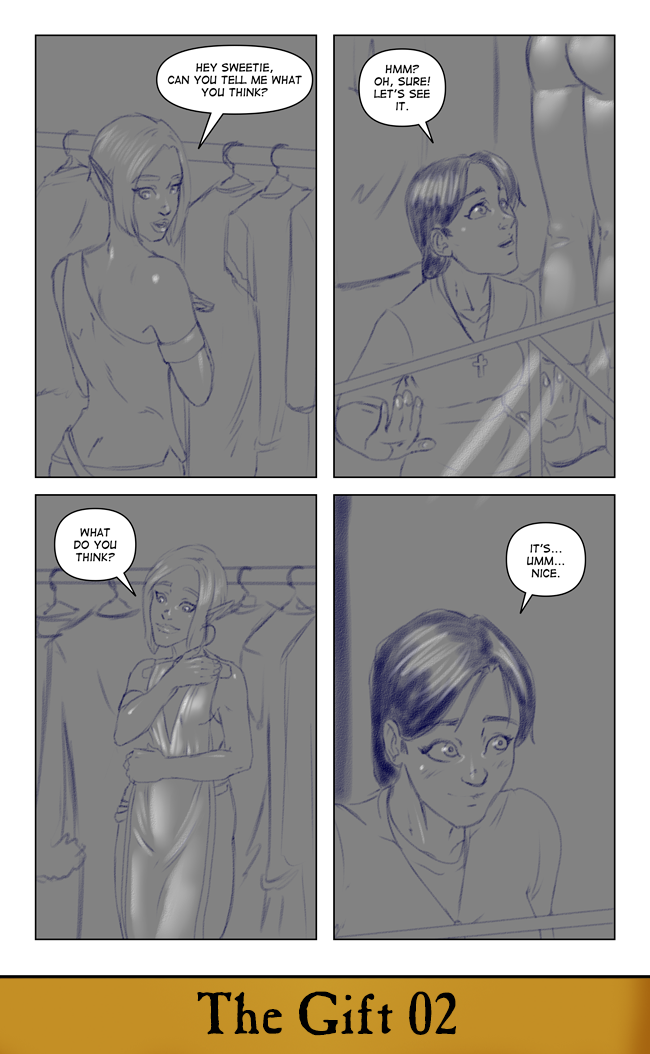 HEY SWEETIE,
CAN YOU TELL ME WHAT
YOU THINK?
HMM?
OH, SURE!
LET'S SEE
IT.
WHAT
DO YOU
THINK?
IT'S...
UMM...
NICE.
The Gift 02